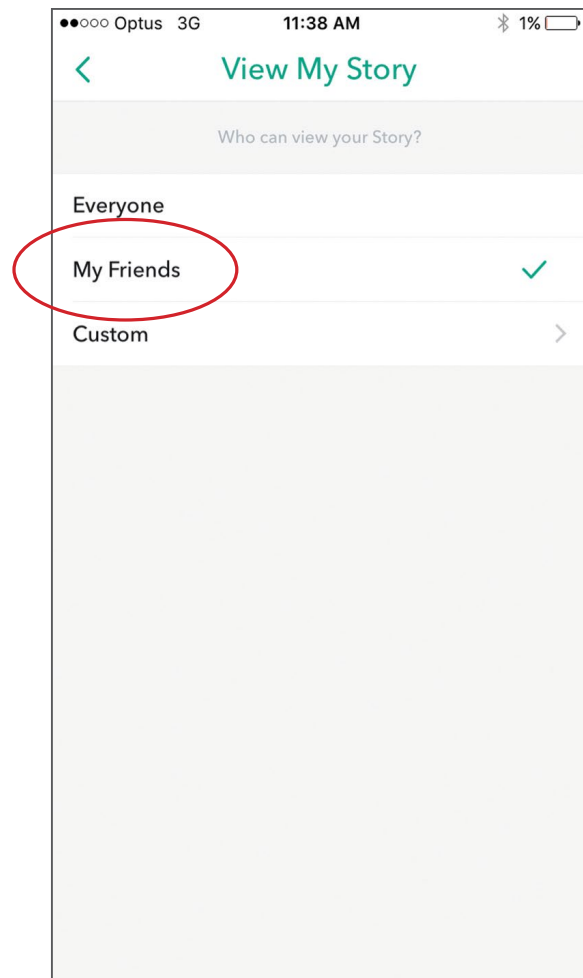 Optus 3G 11:38 AM 1%
View My Story
Who can view your Story?
Everyone
My Friends
Custom